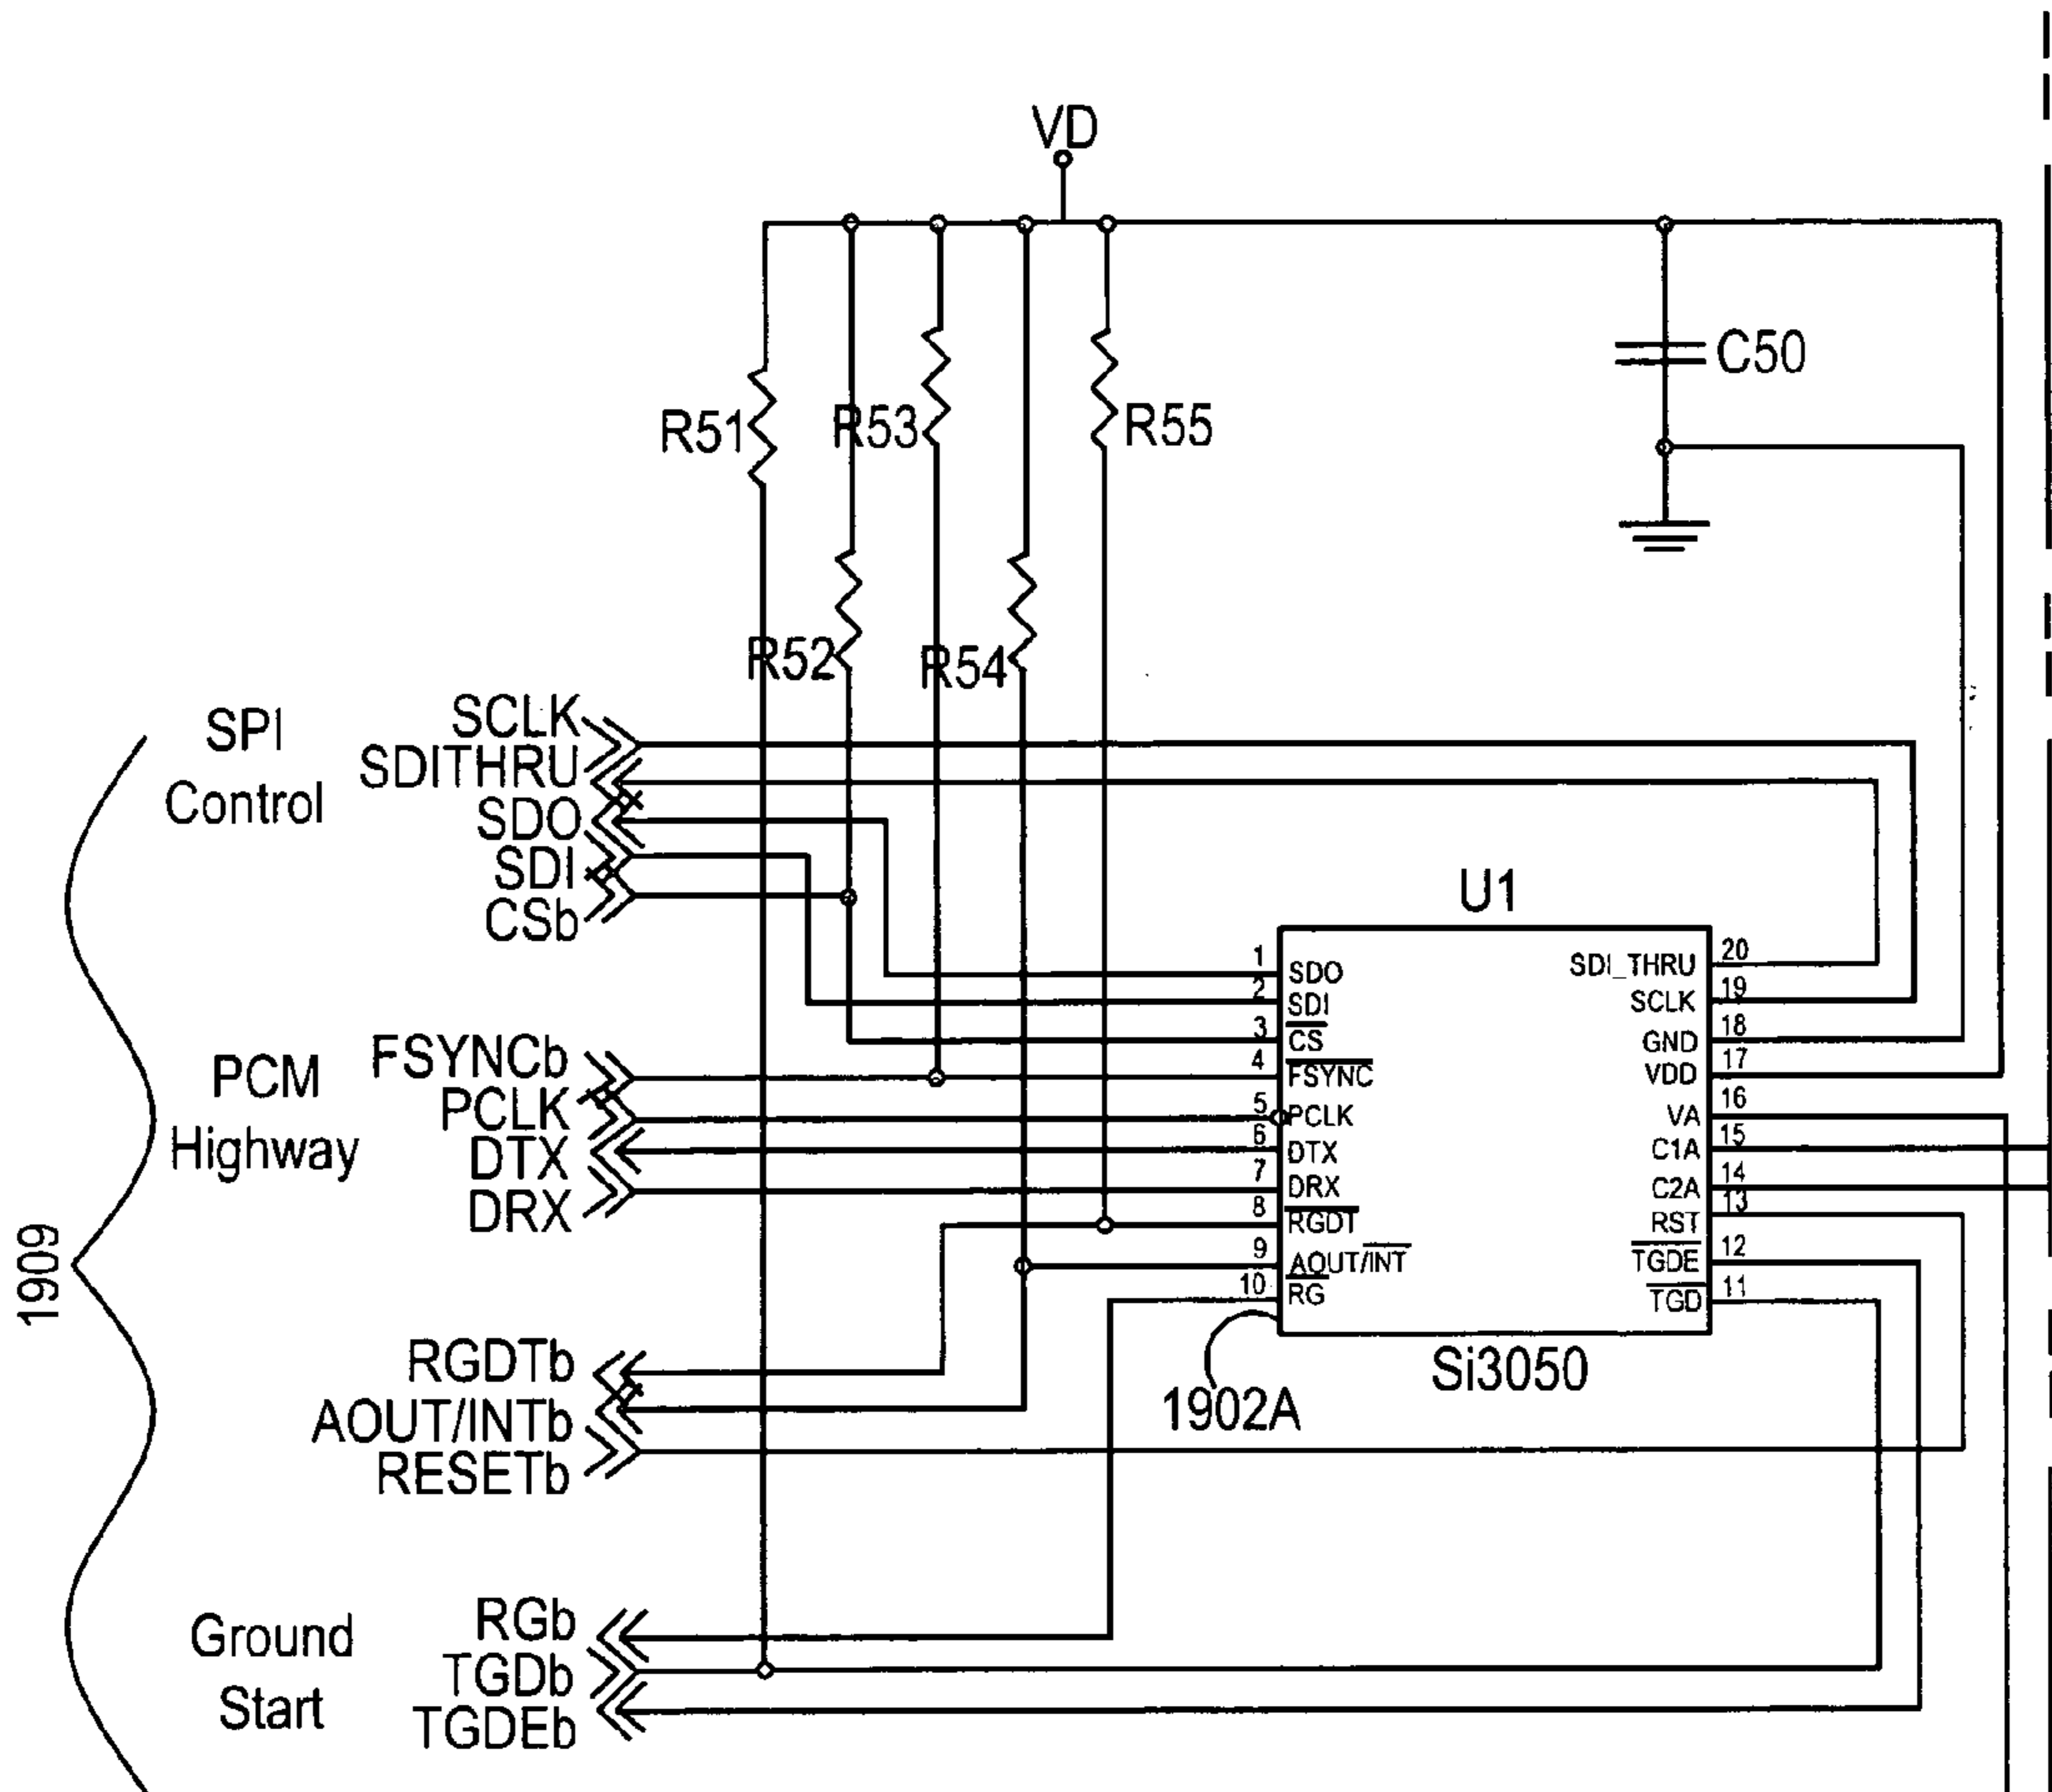 VD
C50
R51
R53
R55
R52
R54
SPI
Control
SCLK
SDITHRU
SDO
SDI
CSb
PCM
Highway
FSYNCb
PCLK
DTX
DRX
1909
RGDTb
AOUT/INTb
RESETb
Ground
Start
RGb
TGDb
TGDEb
U1
1 SDO
2 SDI
3 CS
4 FSYNC
5 PCLK
6 DTX
7 DRX
8 RGDT
9 AOUT/INT
10 RG
SDI_THRU 20
SCLK 19
GND 18
VDD 17
VA 16
C1A 15
C2A 14
RST 13
TGDE 12
TGD 11
Si3050
1902A